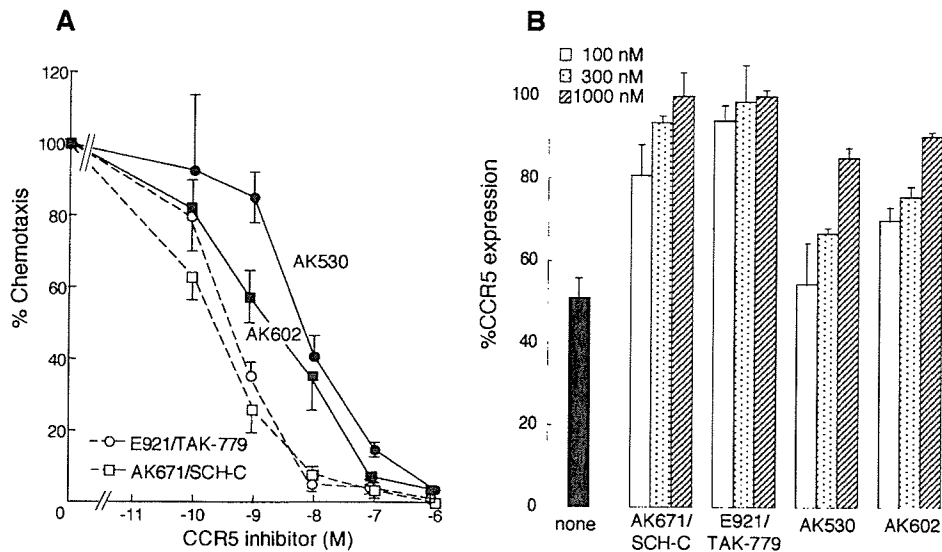 A
120
100
80
60
40
20
0
% Chemotaxis
AK530
AK602
E921/TAK-779
AK671/SCH-C
0
-11
-10
-9
-8
-7
-6
CCR5 inhibitor (M)
B
100 nM
300 nM
1000 nM
100
80
60
40
20
0
%CCR5 expression
none
AK671/
SCH-C
E921/
TAK-779
AK530
AK602